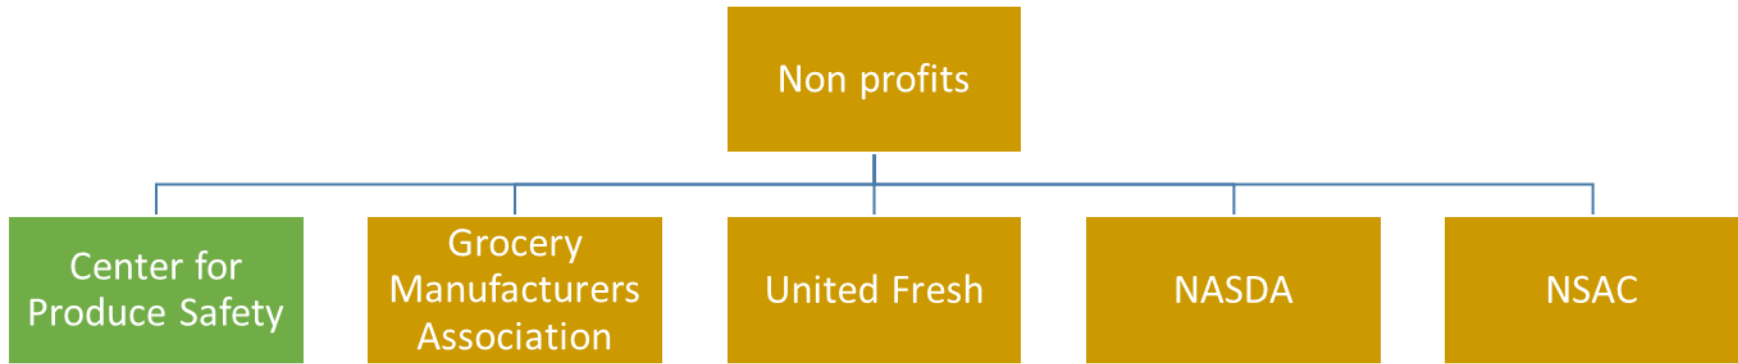 Non profits
Center for
Produce Safety
Grocery
Manufacturers
Association
United Fresh
NASDA
NSAC